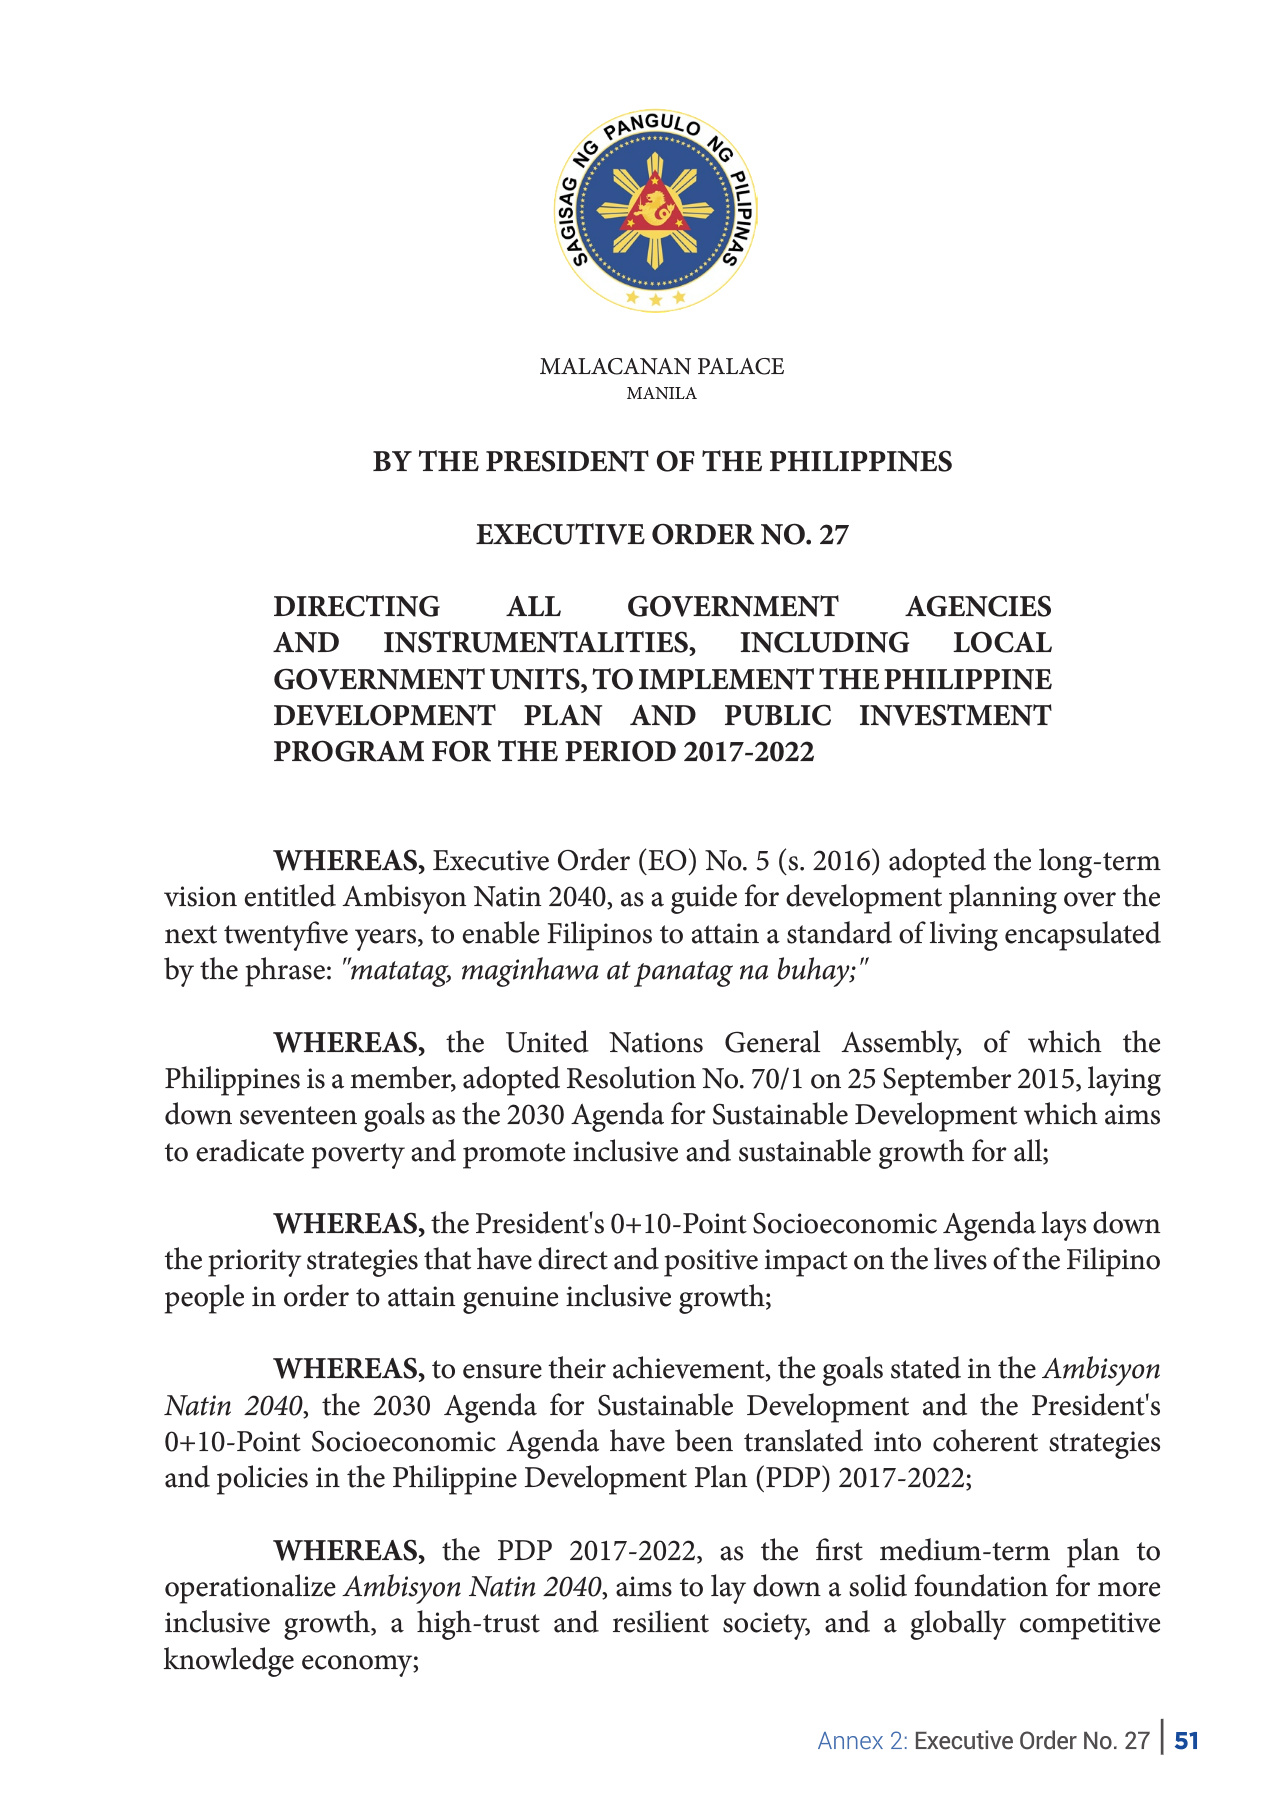 SAGISAG NG PANGULO NG PILIPINAS
MALACANAN PALACE
MANILA
BY THE PRESIDENT OF THE PHILIPPINES
EXECUTIVE ORDER NO. 27
DIRECTING ALL GOVERNMENT AGENCIES
AND INSTRUMENTALITIES, INCLUDING LOCAL
GOVERNMENT UNITS, TO IMPLEMENT THE PHILIPPINE
DEVELOPMENT PLAN AND PUBLIC INVESTMENT
PROGRAM FOR THE PERIOD 2017-2022
WHEREAS, Executive Order (EO) No. 5 (s. 2016) adopted the long-term
vision entitled Ambisyon Natin 2040, as a guide for development planning over the
next twentyfive years, to enable Filipinos to attain a standard of living encapsulated
by the phrase: "matatag, maginhawa at panatag na buhay;"
WHEREAS, the United Nations General Assembly, of which the
Philippines is a member, adopted Resolution No. 70/1 on 25 September 2015, laying
down seventeen goals as the 2030 Agenda for Sustainable Development which aims
to eradicate poverty and promote inclusive and sustainable growth for all;
WHEREAS, the President's 0+10-Point Socioeconomic Agenda lays down
the priority strategies that have direct and positive impact on the lives of the Filipino
people in order to attain genuine inclusive growth;
WHEREAS, to ensure their achievement, the goals stated in the Ambisyon
Natin 2040, the 2030 Agenda for Sustainable Development and the President's
0+10-Point Socioeconomic Agenda have been translated into coherent strategies
and policies in the Philippine Development Plan (PDP) 2017-2022;
WHEREAS, the PDP 2017-2022, as the first medium-term plan to
operationalize Ambisyon Natin 2040, aims to lay down a solid foundation for more
inclusive growth, a high-trust and resilient society, and a globally competitive
knowledge economy;
Annex 2: Executive Order No. 27 | 51